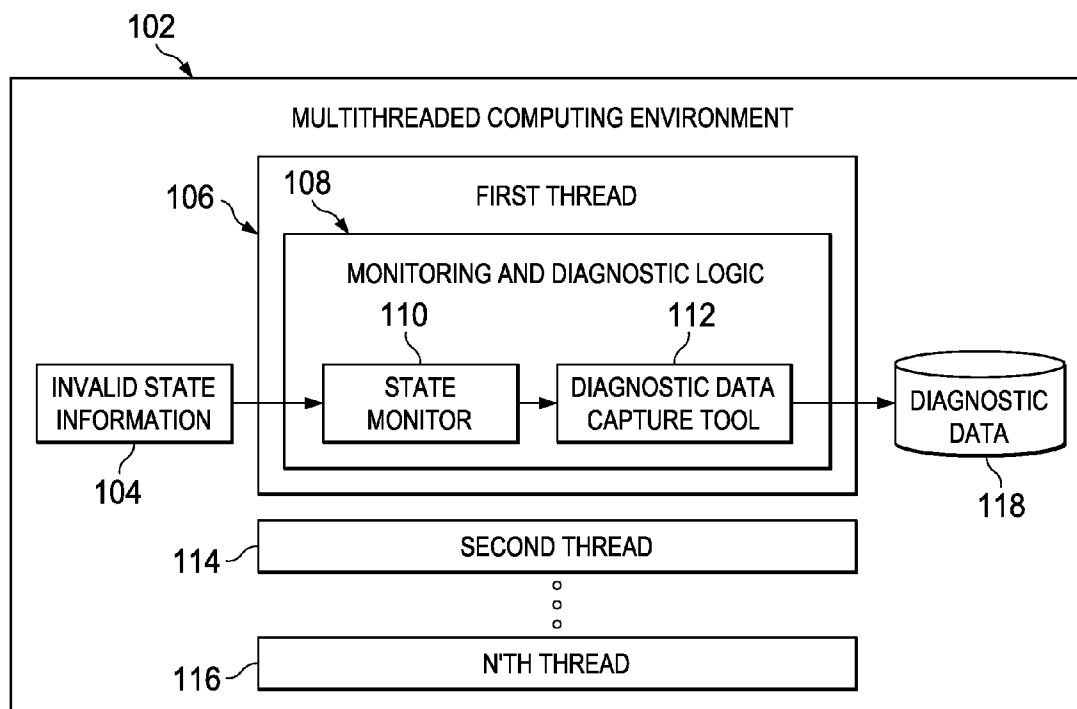 102
MULTITHREADED COMPUTING ENVIRONMENT
106
108
FIRST THREAD
MONITORING AND DIAGNOSTIC LOGIC
110
112
INVALID STATE
INFORMATION
STATE
MONITOR
DIAGNOSTIC DATA
CAPTURE TOOL
DIAGNOSTIC
DATA
104
118
114
SECOND THREAD
116
N'TH THREAD